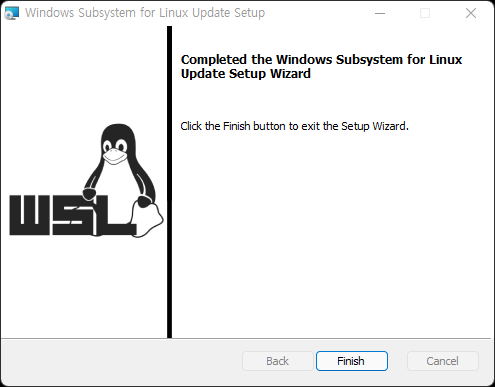 Windows Subsystem for Linux Update Setup
Completed the Windows Subsystem for Linux
Update Setup Wizard
Click the Finish button to exit the Setup Wizard.
WSL
Back
Finish
Cancel